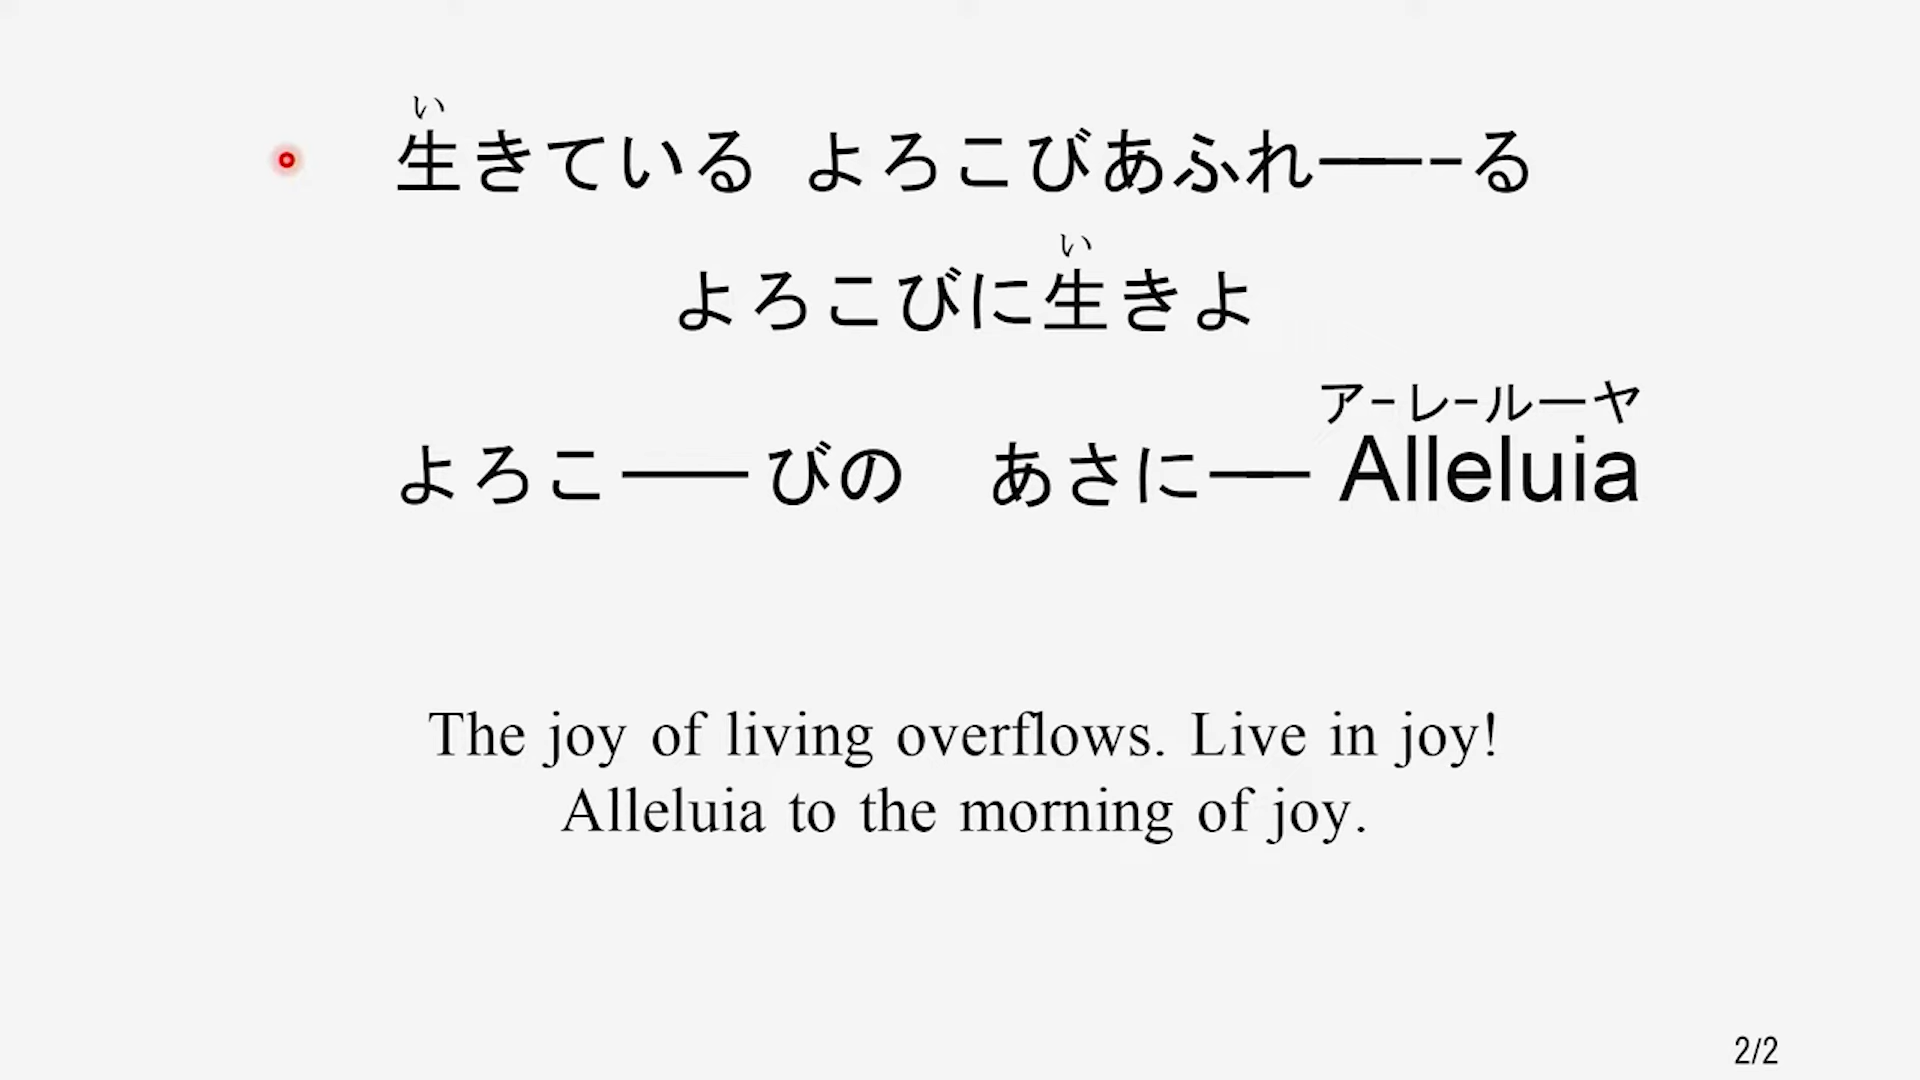 い
生きている よろこびあふれ――-る
い
よろこびに生きよ
ア-レ-ルーヤ
よろこ――びの　あさに―― Alleluia
The joy of living overflows. Live in joy!
Alleluia to the morning of joy.
2/2